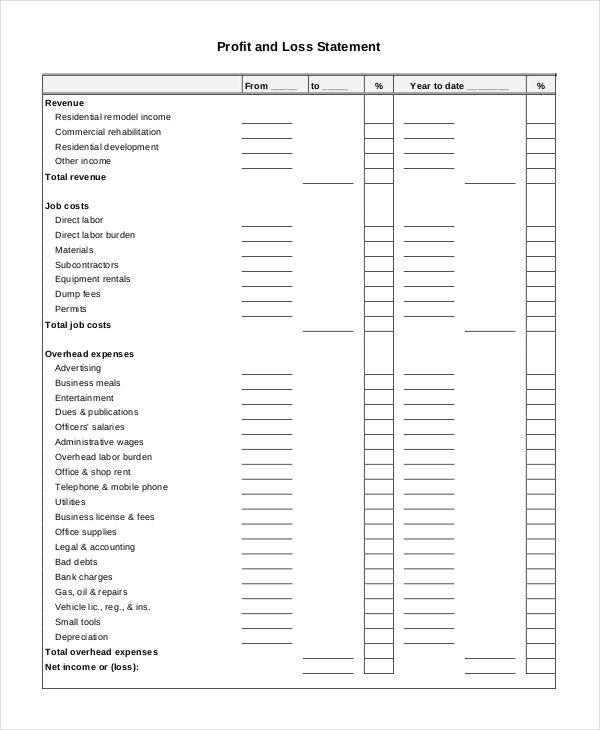 Profit and Loss Statement
From _____ to _____ % Year to date ________ %
Revenue
Residential remodel income
Commercial rehabilitation
Residential development
Other income
Total revenue
Job costs
Direct labor
Direct labor burden
Materials
Subcontractors
Equipment rentals
Dump fees
Permits
Total job costs
Overhead expenses
Advertising
Business meals
Entertainment
Dues & publications
Officers' salaries
Administrative wages
Overhead labor burden
Office & shop rent
Telephone & mobile phone
Utilities
Business license & fees
Office supplies
Legal & accounting
Bad debts
Bank charges
Gas, oil & repairs
Vehicle lic., reg., & ins.
Small tools
Depreciation
Total overhead expenses
Net income or (loss):